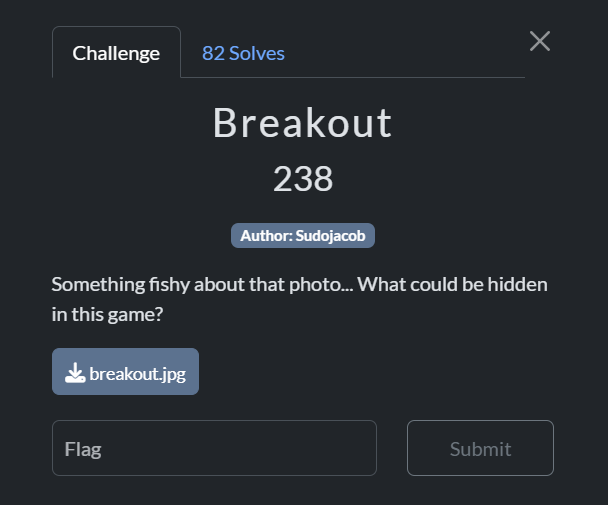 Challenge
82 Solves
Breakout
238
Author: Sudojacob
Something fishy about that photo... What could be hidden
in this game?
breakout.jpg
Flag
Submit